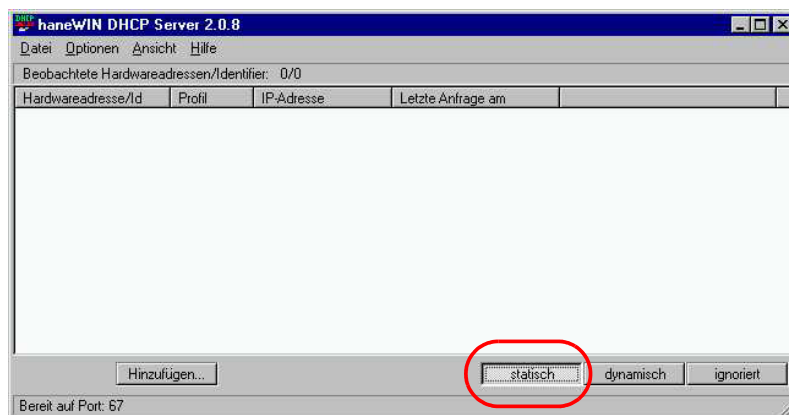 haneWIN DHCP Server 2.0.8
Datei Optionen Ansicht Hilfe
Beobachtete Hardwareadressen/Identifier: 0/0
Hardwareadresse/Id Profil IP-Adresse Letzte Anfrage am
Hinzufügen... statisch dynamisch ignoriert
Bereit auf Port: 67